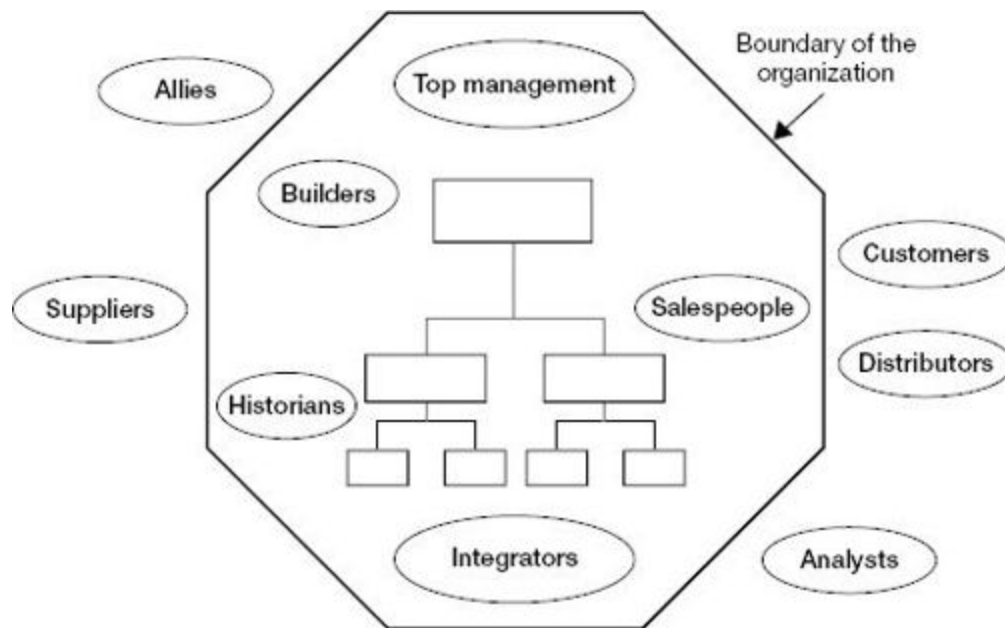 Boundary of the
organization
Allies
Top management
Builders
Customers
Suppliers
Salespeople
Distributors
Historians
Integrators
Analysts